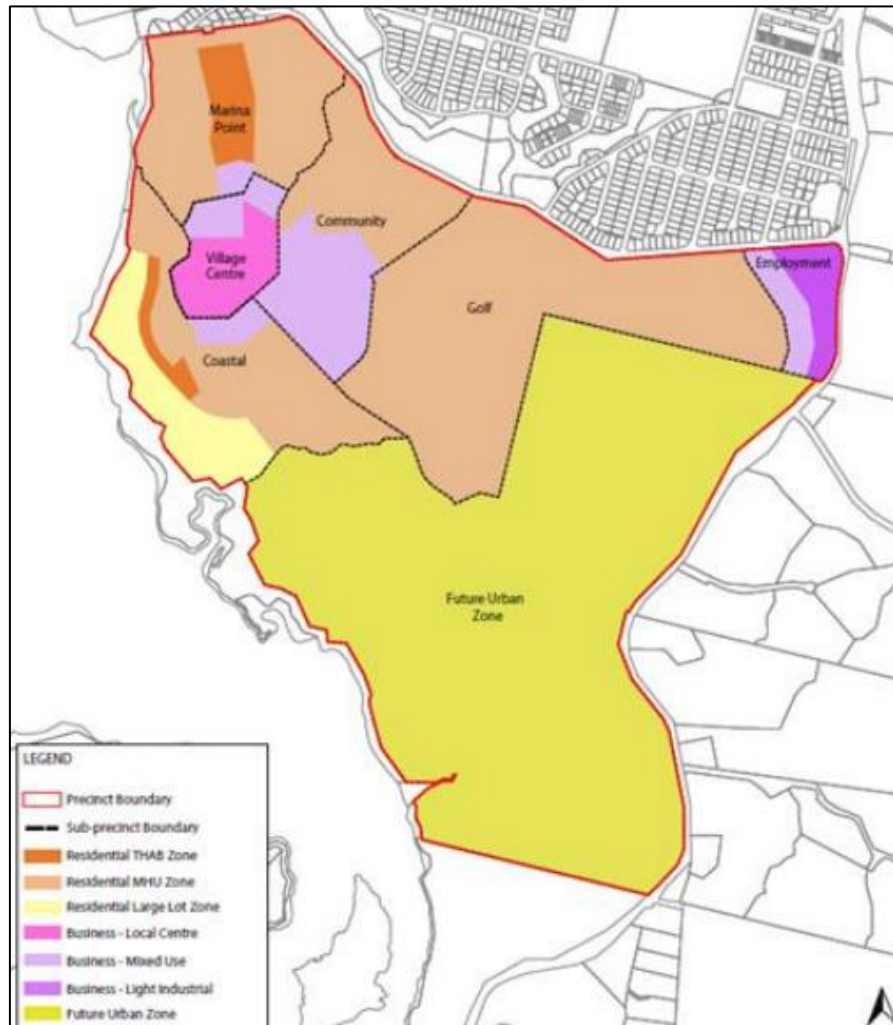 Marina
Point
Community
Village
Centre
Employment
Golf
Coastal
Future Urban
Zone
LEGEND
Precinct Boundary
Sub-precinct Boundary
Residential THAB Zone
Residential MHU Zone
Residential Large Lot Zone
Business - Local Centre
Business - Mixed Use
Business - Light Industrial
Future Urban Zone